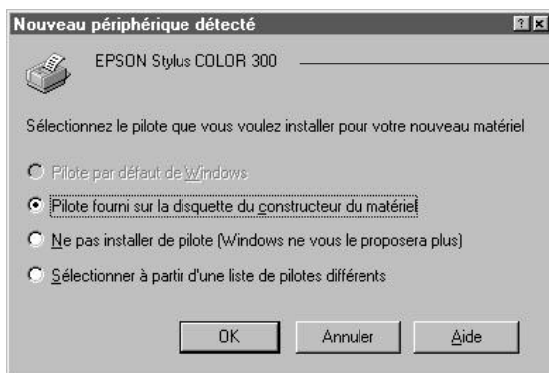 Nouveau périphérique détecté
EPSON Stylus COLOR 300
Sélectionnez le pilote que vous voulez installer pour votre nouveau matériel
Pilote par défaut de Windows
Pilote fourni sur la disquette du constructeur du matériel
Ne pas installer de pilote (Windows ne vous le proposera plus)
Sélectionner à partir d'une liste de pilotes différents
OK Annuler Aide